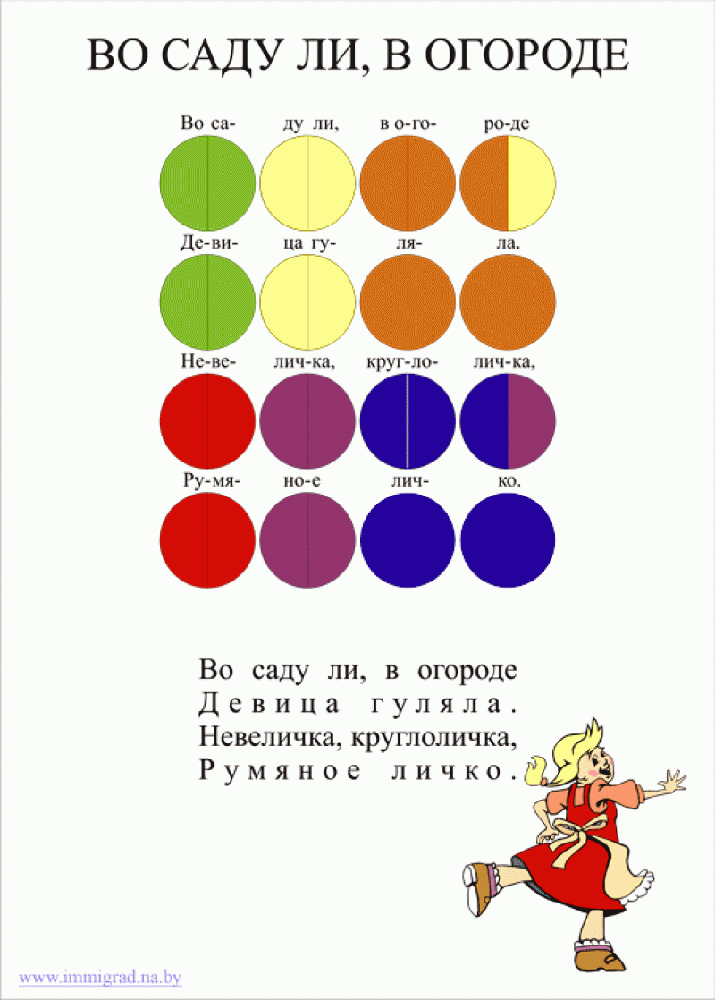 ВО САДУ ЛИ, В ОГОРОДЕ
Во са- ду ли, в о-го- ро-де
Де-ви- ца гу- ля- ла.
Не-ве- лич-ка, круг-ло- лич-ка,
Ру-мя- но-е лич- ко.
Во саду ли, в огороде
Девица гуляла.
Невеличка, круглоличка,
Румяное личко.
www.immigrad.na.by